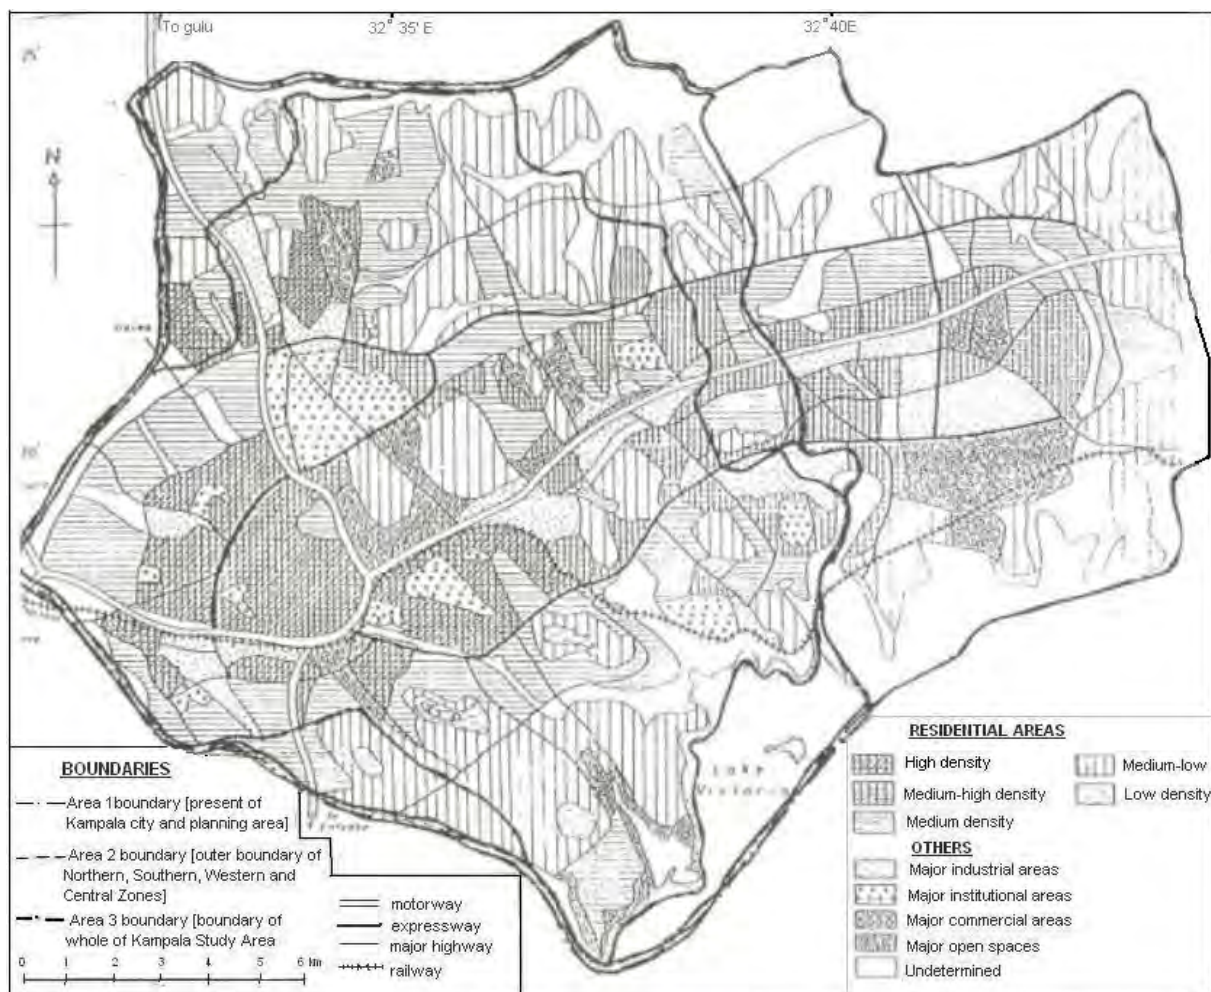 To gulu
32° 35' E
32° 40E
N
Lake
Victoria
BOUNDARIES
Area 1boundary [present of
Kampala city and planning area]
Area 2 boundary [outer boundary of
Northern, Southern, Western and
Central Zones]
Area 3 boundary [boundary of
whole of Kampala Study Area
0 1 2 3 4 5 6 km
motorway
expressway
major highway
railway
RESIDENTIAL AREAS
High density
Medium-high density
Medium density
Medium-low
Low density
OTHERS
Major industrial areas
Major institutional areas
Major commercial areas
Major open spaces
Undetermined